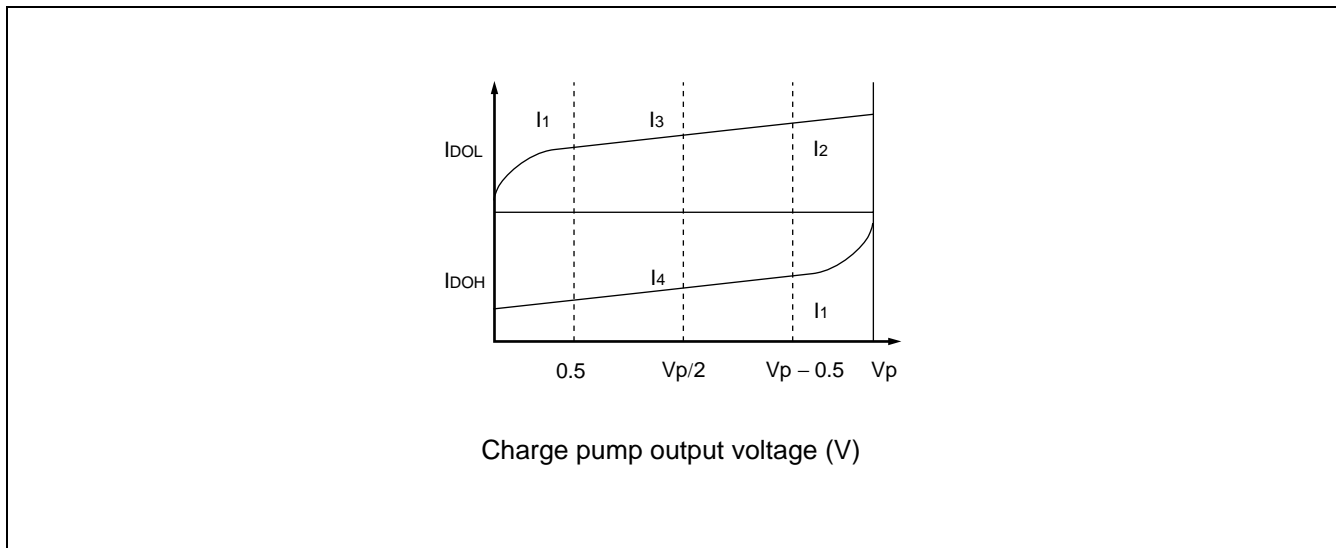 I1 I3
IDOL I2
IDOH I4
I1
0.5 Vp/2 Vp – 0.5 Vp
Charge pump output voltage (V)